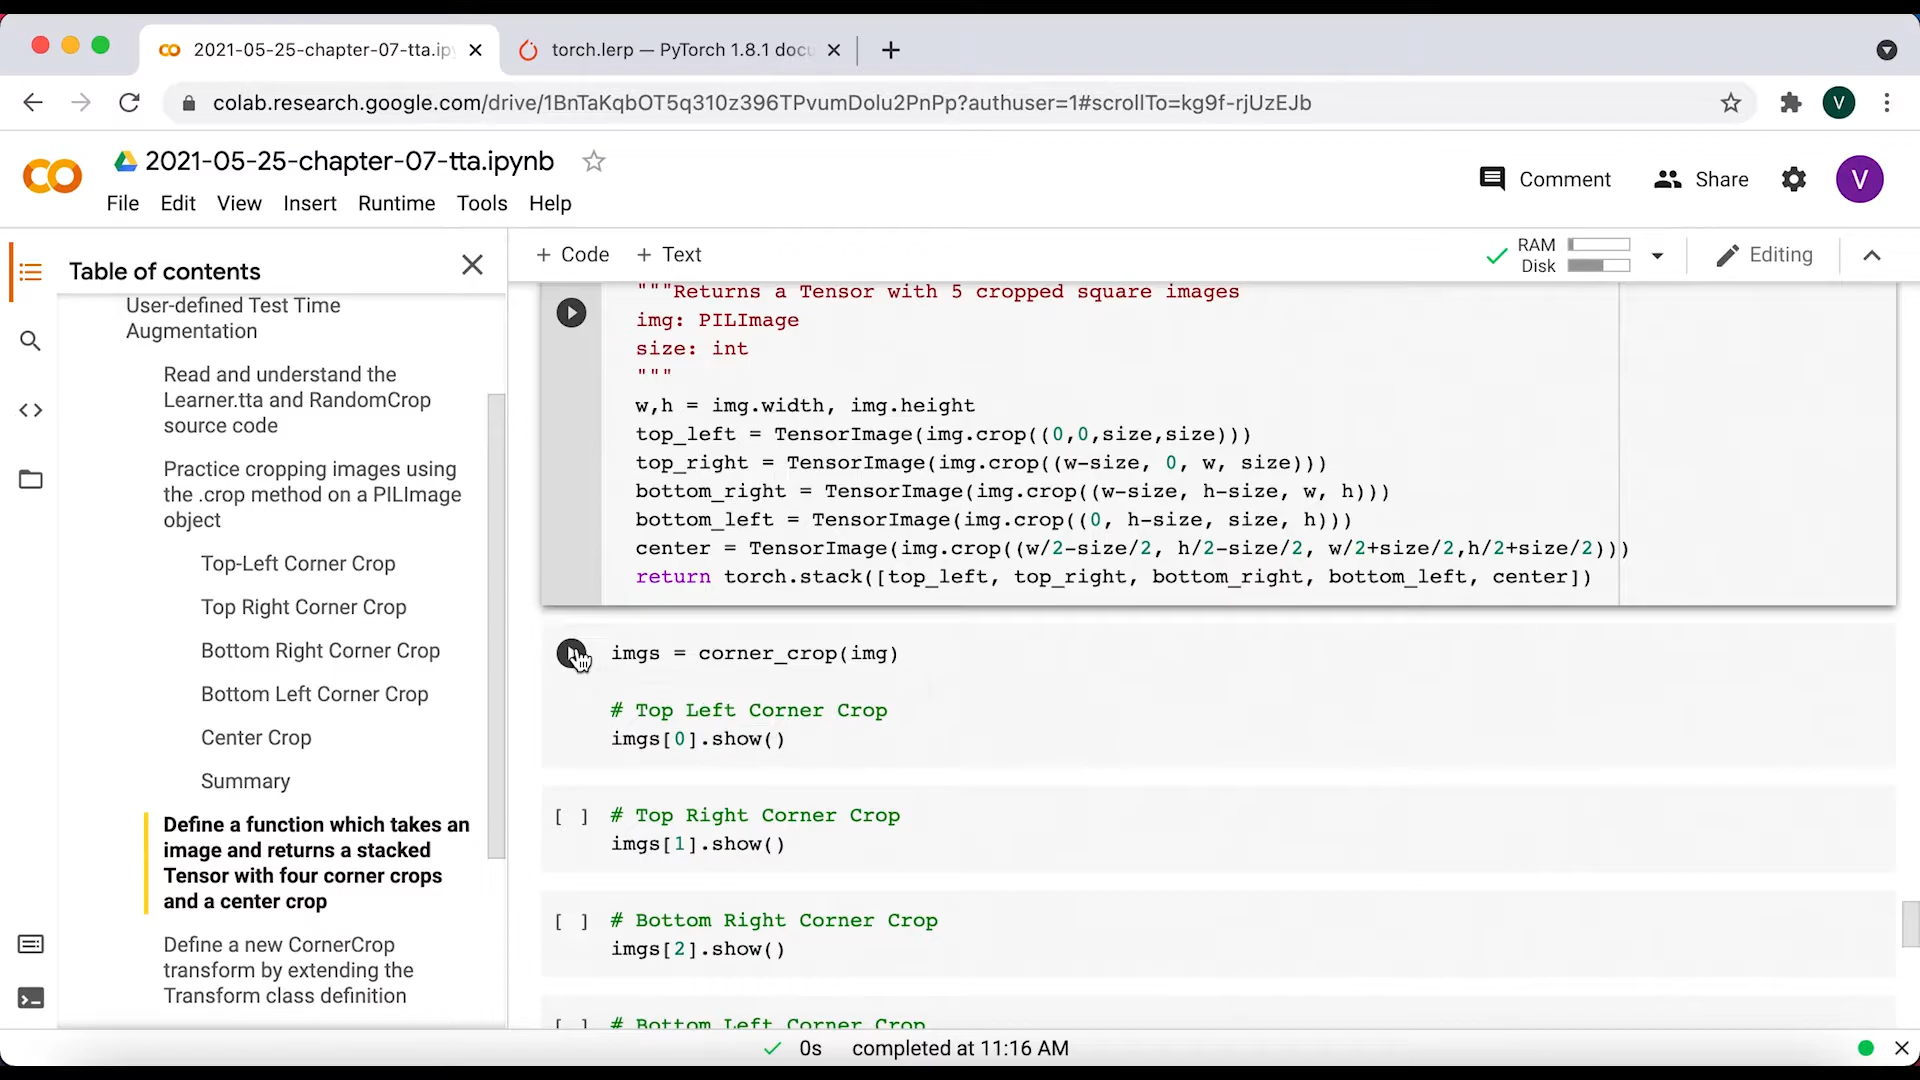 2021-05-25-chapter-07-tta.ip
torch.lerp — PyTorch 1.8.1 docu
colab.research.google.com/drive/1BnTaKqbOT5q310z396TPvumDolu2PnPp?authuser=1#scrollTo=kg9f-rjUzEJb
V
2021-05-25-chapter-07-tta.ipynb
Comment
Share
V
File Edit View Insert Runtime Tools Help
Table of contents
User-defined Test Time
Augmentation
Read and understand the
Learner.tta and RandomCrop
source code
Practice cropping images using
the .crop method on a PILImage
object
Top-Left Corner Crop
Top Right Corner Crop
Bottom Right Corner Crop
Bottom Left Corner Crop
Center Crop
Summary
Define a function which takes an
image and returns a stacked
Tensor with four corner crops
and a center crop
Define a new CornerCrop
transform by extending the
Transform class definition
+ Code + Text
RAM
Disk
Editing
"""Returns a Tensor with 5 cropped square images
img: PILImage
size: int
"""
w,h = img.width, img.height
top_left = TensorImage(img.crop((0,0,size,size)))
top_right = TensorImage(img.crop((w-size, 0, w, size)))
bottom_right = TensorImage(img.crop((w-size, h-size, w, h)))
bottom_left = TensorImage(img.crop((0, h-size, size, h)))
center = TensorImage(img.crop((w/2-size/2, h/2-size/2, w/2+size/2,h/2+size/2)))
return torch.stack([top_left, top_right, bottom_right, bottom_left, center])
imgs = corner_crop(img)
# Top Left Corner Crop
imgs[0].show()
[ ] # Top Right Corner Crop
imgs[1].show()
[ ] # Bottom Right Corner Crop
imgs[2].show()
[ ] # Bottom Left Corner Crop
0s completed at 11:16 AM